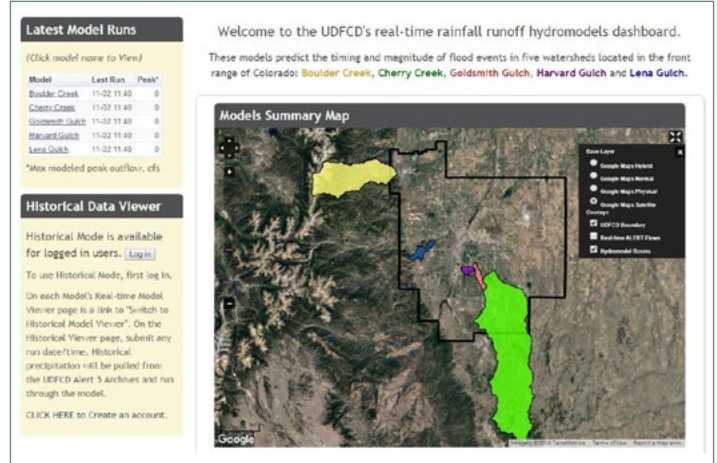 Latest Model Runs
(Click model name to View)
Model Last Run Peak*
Boulder Creek 11-02 11:40 0
Cherry Creek 11-02 11:40 0
Goldsmith Gulch 11-02 11:40 0
Harvard Gulch 11-02 11:40 0
Lena Gulch 11-02 11:40 0
*Max modeled peak outflow, cfs
Historical Data Viewer
Historical Mode is available
for logged in users. Log in
To use Historical Mode, first log in.
On each Model's Real-time Model
Viewer page is a link to "Switch to
Historical Model Viewer". On the
Historical Viewer page, submit any
run date/time. Historical
precipitation will be pulled from
the UDFCD Alert 5 Archives and run
through the model.
CLICK HERE to Create an account.
Welcome to the UDFCD's real-time rainfall runoff hydromodels dashboard.
These models predict the timing and magnitude of flood events in five watersheds located in the front
range of Colorado: Boulder Creek, Cherry Creek, Goldsmith Gulch, Harvard Gulch and Lena Gulch.
Models Summary Map
Base Layer
Google Maps Hybrid
Google Maps Normal
Google Maps Physical
Google Maps Satellite
Overlays
UDFCD Boundary
Real-time ALERT Flows
Hydromodel Basins
Google
Imagery ©2014 TerraMetrics Terms of Use Report a map error